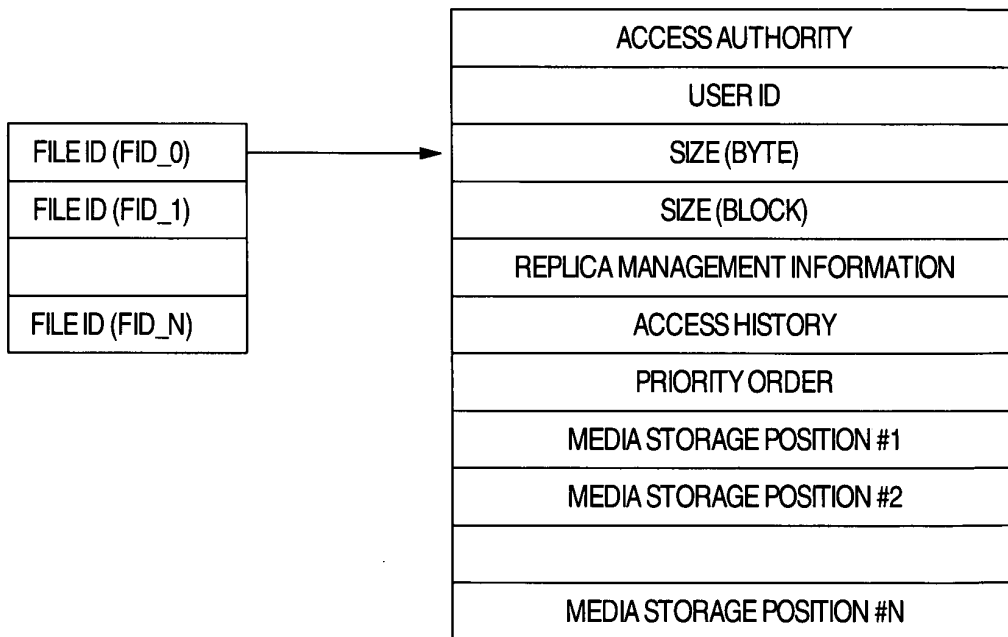 FILE ID (FID_0)
FILE ID (FID_1)
FILE ID (FID_N)
ACCESS AUTHORITY
USER ID
SIZE (BYTE)
SIZE (BLOCK)
REPLICA MANAGEMENT INFORMATION
ACCESS HISTORY
PRIORITY ORDER
MEDIA STORAGE POSITION #1
MEDIA STORAGE POSITION #2
MEDIA STORAGE POSITION #N